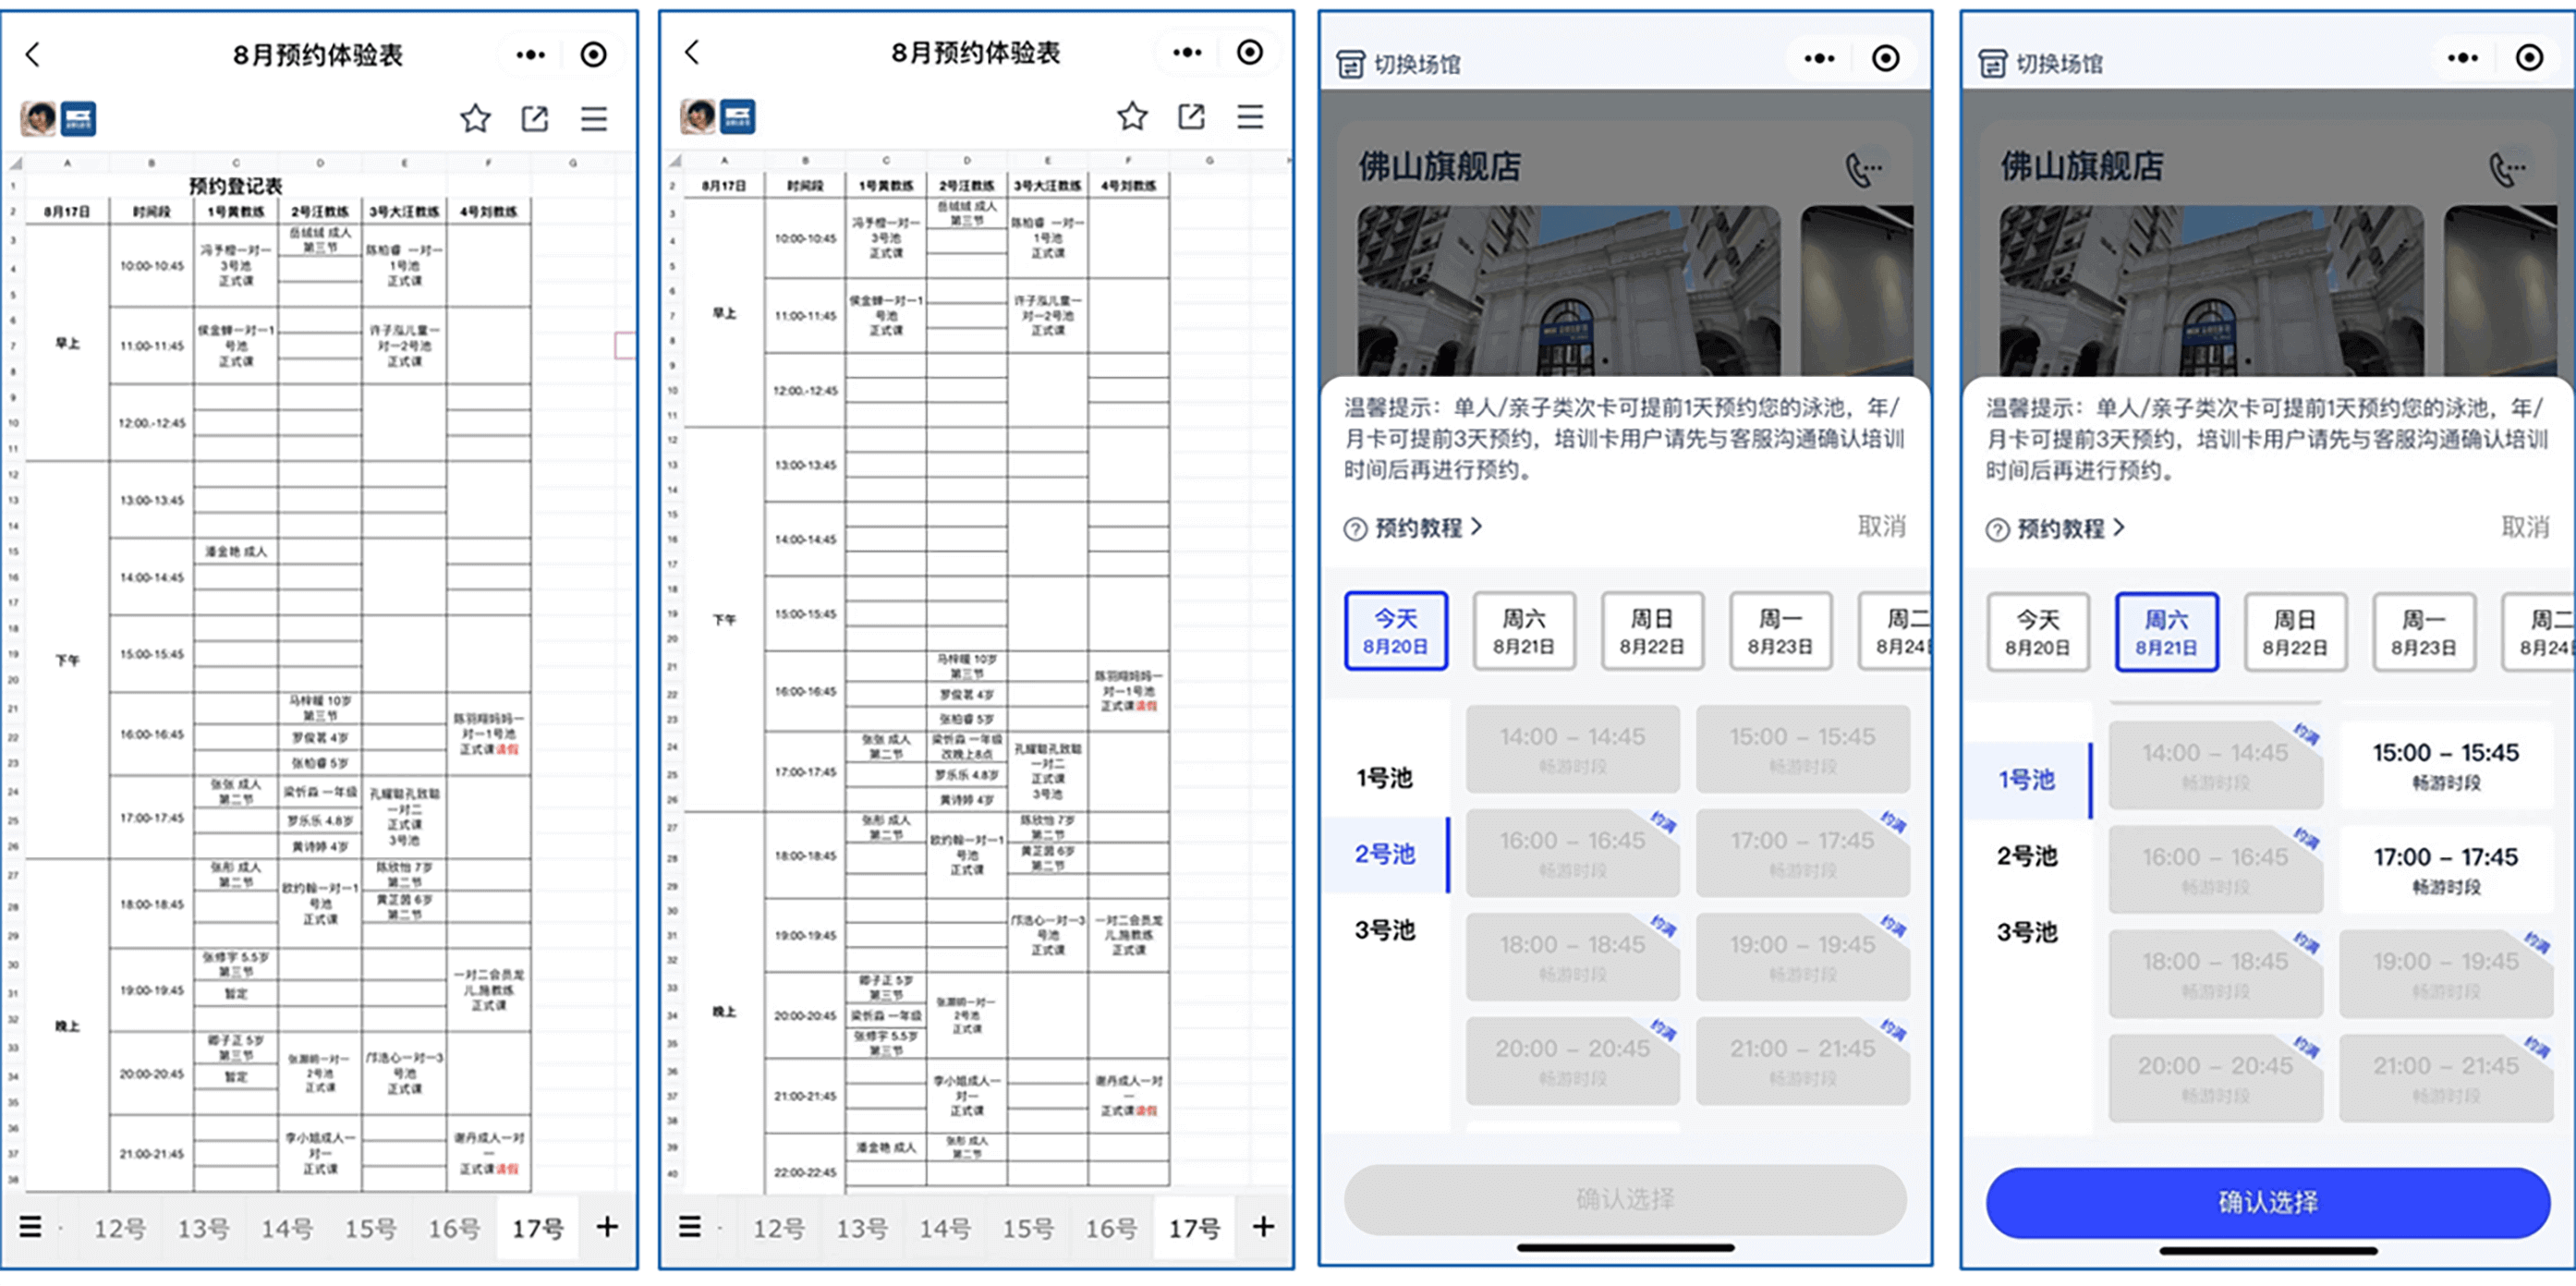 8月预约体验表
A B C D E F G
1 预约登记表
2 8月17日 时间段 1号黄教练 2号汪教练 3号大汪教练 4号刘教练
早上
10:00-10:45
冯予橙一对一
3号池
正式课
岳绒绒 成人
第三节
陈柏睿 一对一
1号池
正式课
11:00-11:45
侯金蝉一对一1
号池
正式课
许子泓儿童一
对一2号池
正式课
12:00.-12:45
下午
13:00-13:45
14:00-14:45
潘金艳 成人
15:00-15:45
16:00-16:45
马梓暖 10岁
第三节
罗俊茗 4岁
张柏睿 5岁
陈羽翔妈妈一
对一1号池
正式课请假
17:00-17:45
张张 成人
第二节
梁忻淼 一年级
罗乐乐 4.8岁
黄诗婷 4岁
孔耀聪孔致聪
一对二
正式课
3号池
晚上
18:00-18:45
张彤 成人
第二节
欧约翰一对一1
号池
正式课
陈欣怡 7岁
第二节
黄芷茵 6岁
第二节
19:00-19:45
张修宇 5.5岁
第三节
暂定
一对二会员龙
儿,施教练
正式课
20:00-20:45
卿子正 5岁
第三节
暂定
一对一
2号池
正式课
邝浩心一对一3
号池
正式课
21:00-21:45
李小姐成人一
对一
正式课
谢丹成人一对
一
正式课请假
12号 13号 14号 15号 16号 17号
8月预约体验表
A B C D E F G H
2 8月17日 时间段 1号黄教练 2号汪教练 3号大汪教练 4号刘教练
早上
10:00-10:45
冯予橙一对一
3号池
正式课
岳绒绒 成人
第三节
陈柏睿 一对一
1号池
正式课
11:00-11:45
侯金蝉一对一1
号池
正式课
许子泓儿童一
对一2号池
正式课
12:00.-12:45
下午
13:00-13:45
14:00-14:45
15:00-15:45
16:00-16:45
马梓暖 10岁
第三节
罗俊茗 4岁
张柏睿 5岁
陈羽翔妈妈一
对一1号池
正式课请假
17:00-17:45
张张 成人
第二节
梁忻淼 一年级
改晚上8点
罗乐乐 4.8岁
黄诗婷 4岁
孔耀聪孔致聪
一对二
正式课
3号池
晚上
18:00-18:45
张彤 成人
第二节
欧约翰一对一1
号池
正式课
陈欣怡 7岁
第二节
黄芷茵 6岁
第二节
19:00-19:45
邝浩心一对一3
号池
正式课
一对二会员龙
儿,施教练
正式课
20:00-20:45
卿子正 5岁
第三节
梁忻淼 一年级
张修宇 5.5岁
第三节
一对一
2号池
正式课
21:00-21:45
李小姐成人一
对一
正式课
谢丹成人一对
一
正式课请假
22:00-22:45
潘金艳 成人
张彤 成人
第二节
12号 13号 14号 15号 16号 17号
切换场馆
佛山旗舰店
温馨提示：单人/亲子类次卡可提前1天预约您的泳池，年/
月卡可提前3天预约，培训卡用户请先与客服沟通确认培训
时间后再进行预约。
预约教程 取消
今天 周六 周日 周一 周二
8月20日 8月21日 8月22日 8月23日 8月24
1号池
2号池
3号池
14:00 – 14:45 15:00 – 15:45
畅游时段 畅游时段
约满 约满
16:00 – 16:45 17:00 – 17:45
畅游时段 畅游时段
约满 约满
18:00 – 18:45 19:00 – 19:45
畅游时段 畅游时段
约满 约满
20:00 – 20:45 21:00 – 21:45
畅游时段 畅游时段
确认选择
切换场馆
佛山旗舰店
温馨提示：单人/亲子类次卡可提前1天预约您的泳池，年/
月卡可提前3天预约，培训卡用户请先与客服沟通确认培训
时间后再进行预约。
预约教程 取消
今天 周六 周日 周一 周二
8月20日 8月21日 8月22日 8月23日 8月24
1号池
2号池
3号池
约满
14:00 – 14:45 15:00 – 15:45
畅游时段 畅游时段
约满
16:00 – 16:45 17:00 – 17:45
畅游时段 畅游时段
约满 约满
18:00 – 18:45 19:00 – 19:45
畅游时段 畅游时段
约满 约满
20:00 – 20:45 21:00 – 21:45
畅游时段 畅游时段
确认选择